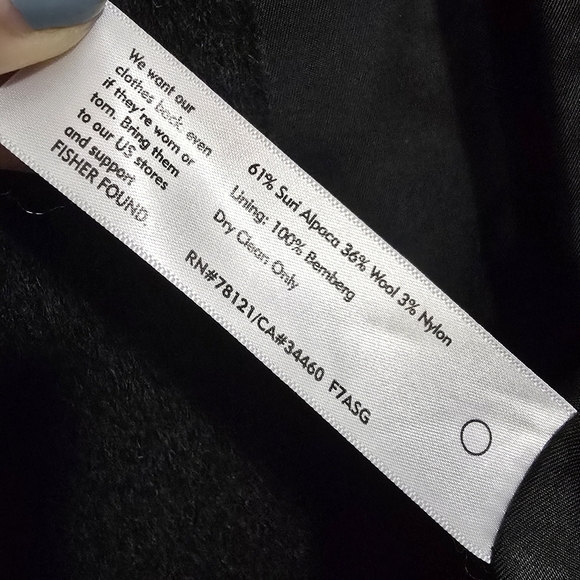 We want our
clothes back even
if they're worn or
torn. Bring them
to our US stores
and support
FISHER FOUND.
61% Suri Alpaca 36% Wool 3% Nylon
Lining: 100% Bemberg
Dry Clean Only
RN#78121/CA#34460 F7ASG